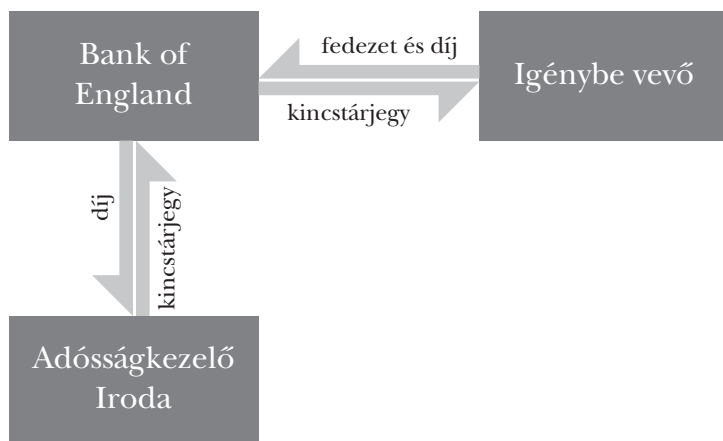 Bank of
England
fedezet és díj
kincstárjegy
Igénybe vevő
díj
kincstárjegy
Adósságkezelő
Iroda